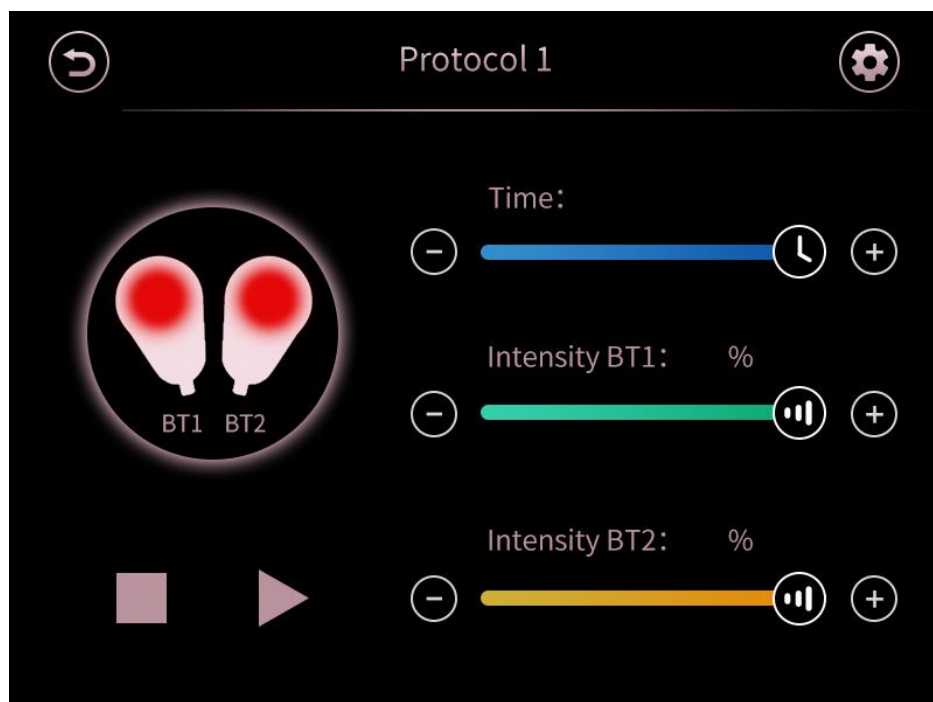 Protocol 1
Time:
Intensity BT1: %
BT1 BT2
Intensity BT2: %